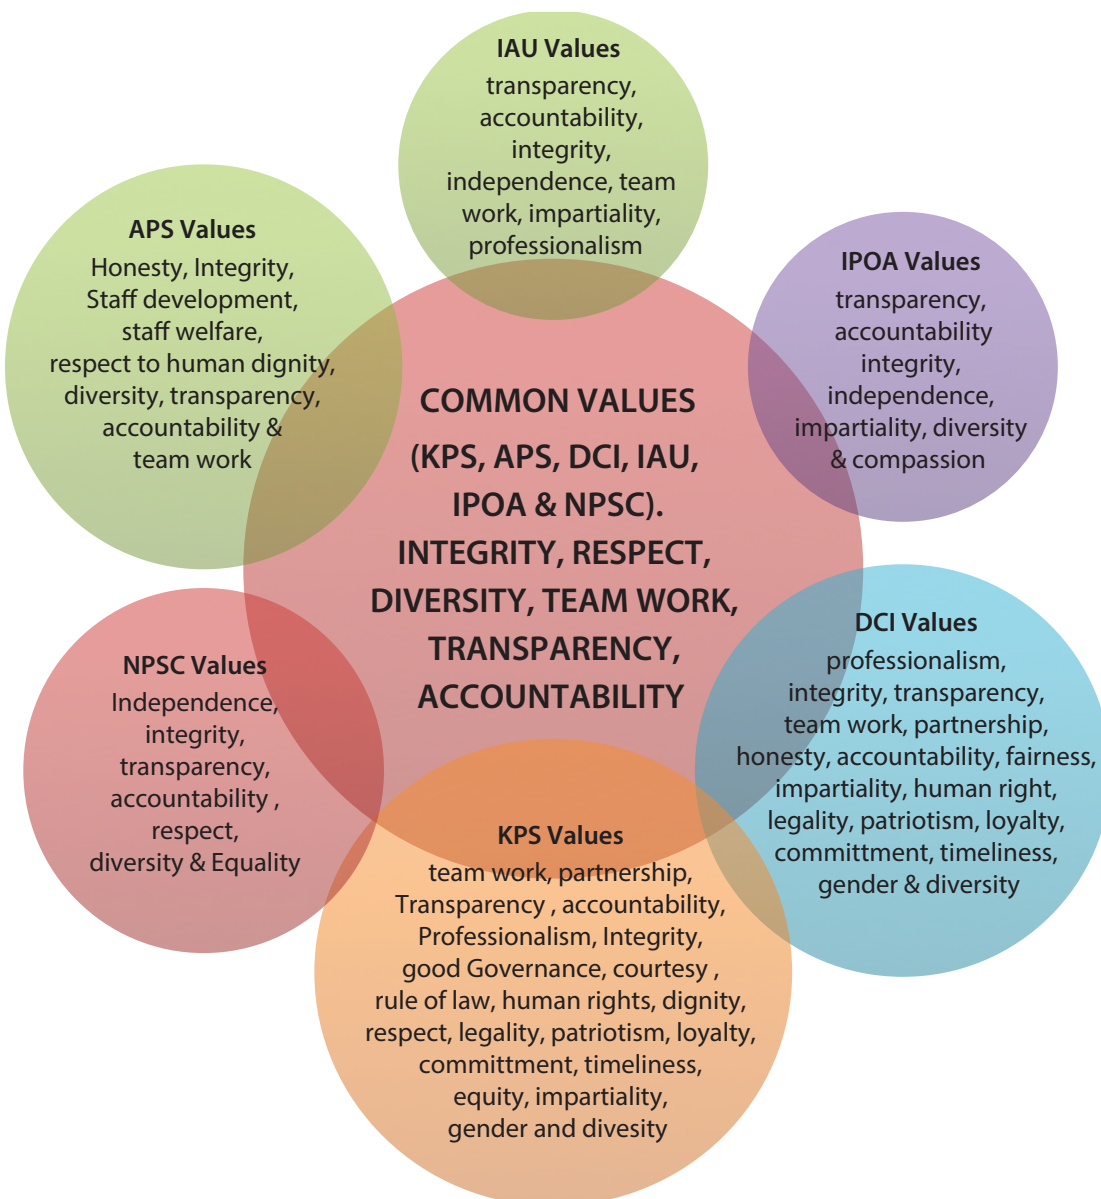 IAU Values
transparency,
accountability,
integrity,
independence, team
work, impartiality,
professionalism
APS Values
Honesty, Integrity,
Staff development,
staff welfare,
respect to human dignity,
diversity, transparency,
accountability &
team work
IPOA Values
transparency,
accountability
integrity,
independence,
impartiality, diversity
& compassion
COMMON VALUES
(KPS, APS, DCI, IAU,
IPOA & NPSC).
INTEGRITY, RESPECT,
DIVERSITY, TEAM WORK,
TRANSPARENCY,
ACCOUNTABILITY
NPSC Values
Independence,
integrity,
transparency,
accountability ,
respect,
diversity & Equality
DCI Values
professionalism,
integrity, transparency,
team work, partnership,
honesty, accountability, fairness,
impartiality, human right,
legality, patriotism, loyalty,
committment, timeliness,
gender & diversity
KPS Values
team work, partnership,
Transparency , accountability,
Professionalism, Integrity,
good Governance, courtesy ,
rule of law, human rights, dignity,
respect, legality, patriotism, loyalty,
committment, timeliness,
equity, impartiality,
gender and divesity